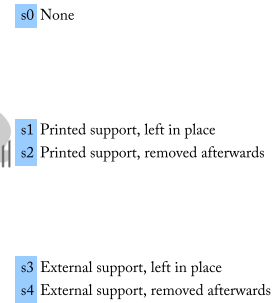 s0 None
s1 Printed support, left in place
s2 Printed support, removed afterwards
s3 External support, left in place
s4 External support, removed afterwards